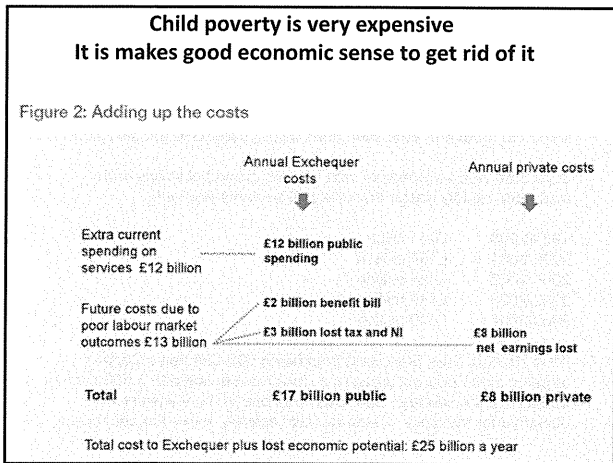 Child poverty is very expensive
It is makes good economic sense to get rid of it
Figure 2: Adding up the costs
Annual Exchequer
costs
Annual private costs
Extra current
spending on
services £12 billion
£12 billion public
spending
Future costs due to
poor labour market
outcomes £13 billion
£2 billion benefit bill
£3 billion lost tax and NI
£8 billion
net earnings lost
Total
£17 billion public
£8 billion private
Total cost to Exchequer plus lost economic potential: £25 billion a year